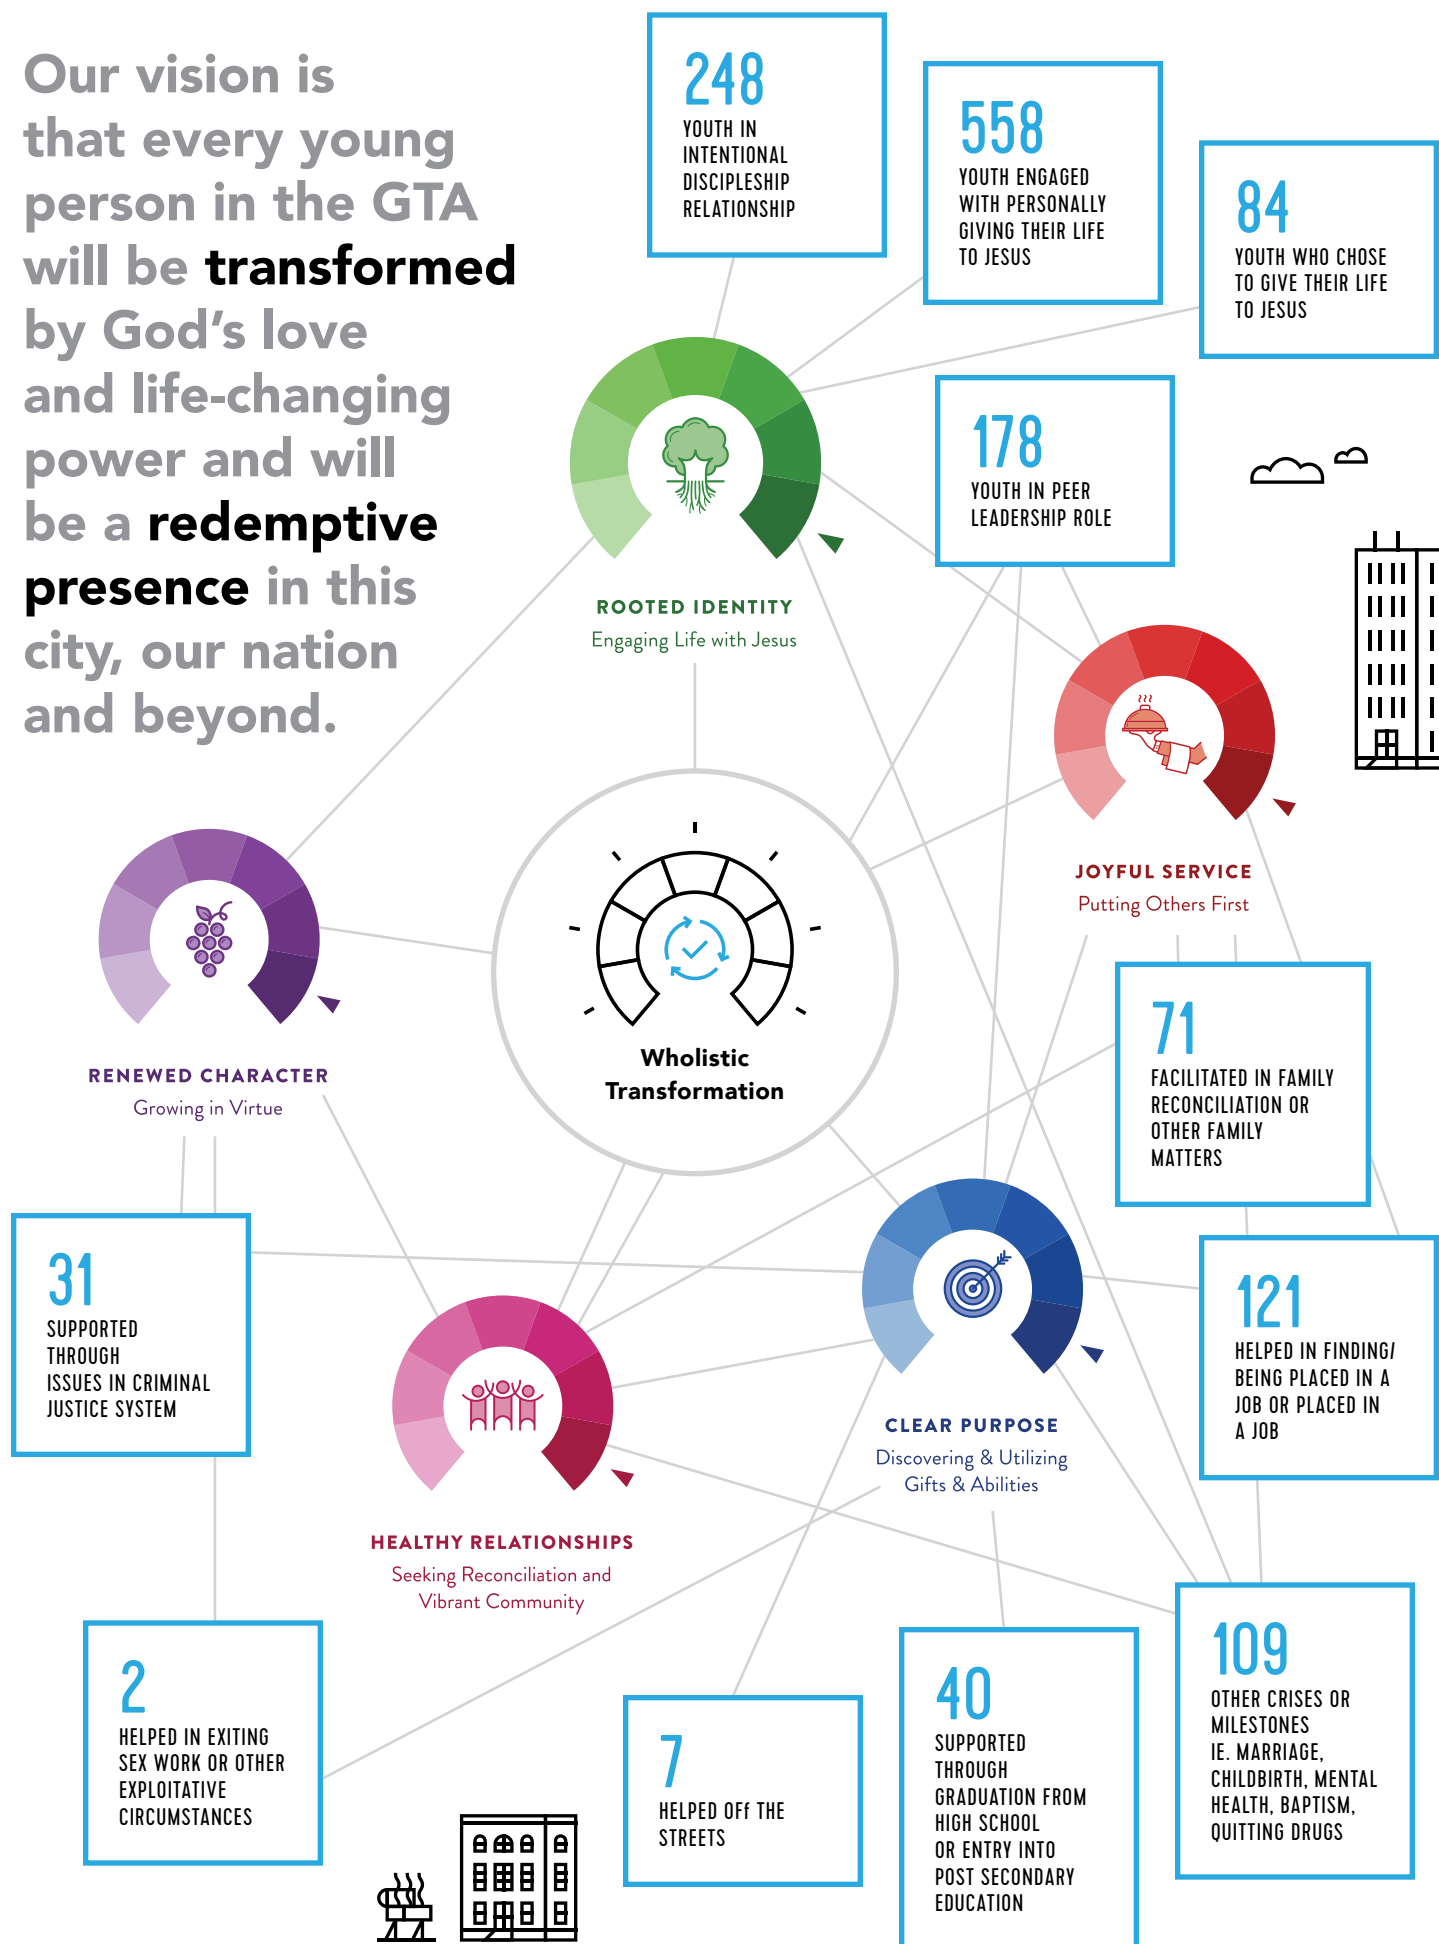 Our vision is
that every young
person in the GTA
will be transformed
by God’s love
and life-changing
power and will
be a redemptive
presence in this
city, our nation
and beyond.
248
YOUTH IN
INTENTIONAL
DISCIPLESHIP
RELATIONSHIP
558
YOUTH ENGAGED
WITH PERSONALLY
GIVING THEIR LIFE
TO JESUS
84
YOUTH WHO CHOSE
TO GIVE THEIR LIFE
TO JESUS
178
YOUTH IN PEER
LEADERSHIP ROLE
ROOTED IDENTITY
Engaging Life with Jesus
JOYFUL SERVICE
Putting Others First
Wholistic
Transformation
RENEWED CHARACTER
Growing in Virtue
71
FACILITATED IN FAMILY
RECONCILIATION OR
OTHER FAMILY
MATTERS
31
SUPPORTED
THROUGH
ISSUES IN CRIMINAL
JUSTICE SYSTEM
121
HELPED IN FINDING/
BEING PLACED IN A
JOB OR PLACED IN
A JOB
CLEAR PURPOSE
Discovering & Utilizing
Gifts & Abilities
HEALTHY RELATIONSHIPS
Seeking Reconciliation and
Vibrant Community
2
HELPED IN EXITING
SEX WORK OR OTHER
EXPLOITATIVE
CIRCUMSTANCES
7
HELPED OFf THE
STREETS
40
SUPPORTED
THROUGH
GRADUATION FROM
HIGH SCHOOL
OR ENTRY INTO
POST SECONDARY
EDUCATION
109
OTHER CRISES OR
MILESTONES
IE. MARRIAGE,
CHILDBIRTH, MENTAL
HEALTH, BAPTISM,
QUITTING DRUGS